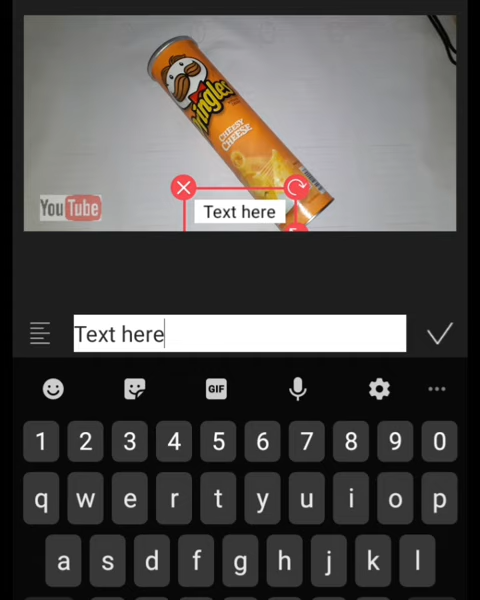 Pringles
CHEESY
CHEESE
YouTube
Text here
Text here
GIF
1 2 3 4 5 6 7 8 9 0
q w e r t y u i o p
a s d f g h j k l